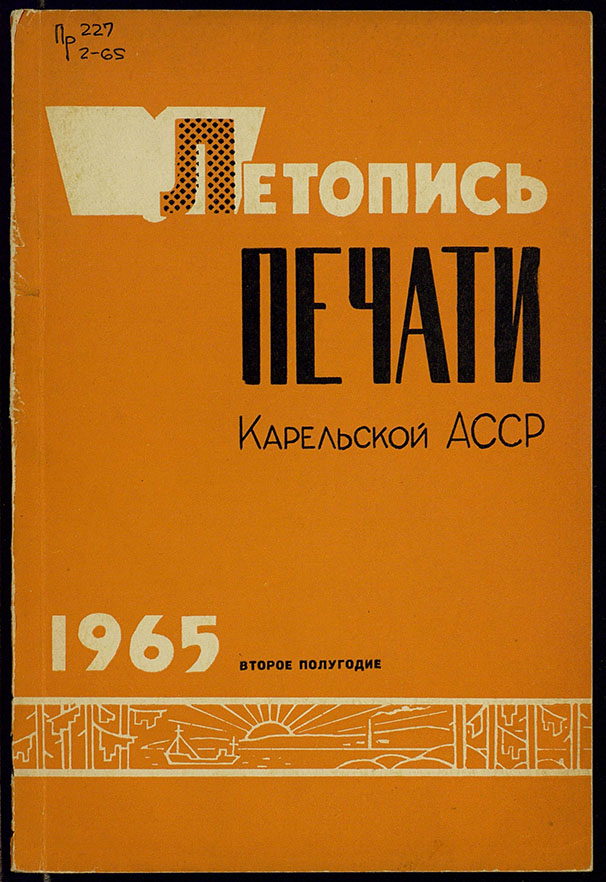 Пр 227
2-65
Летопись
ПЕЧАТИ
Карельской АССР
1965 ВТОРОЕ ПОЛУГОДИЕ